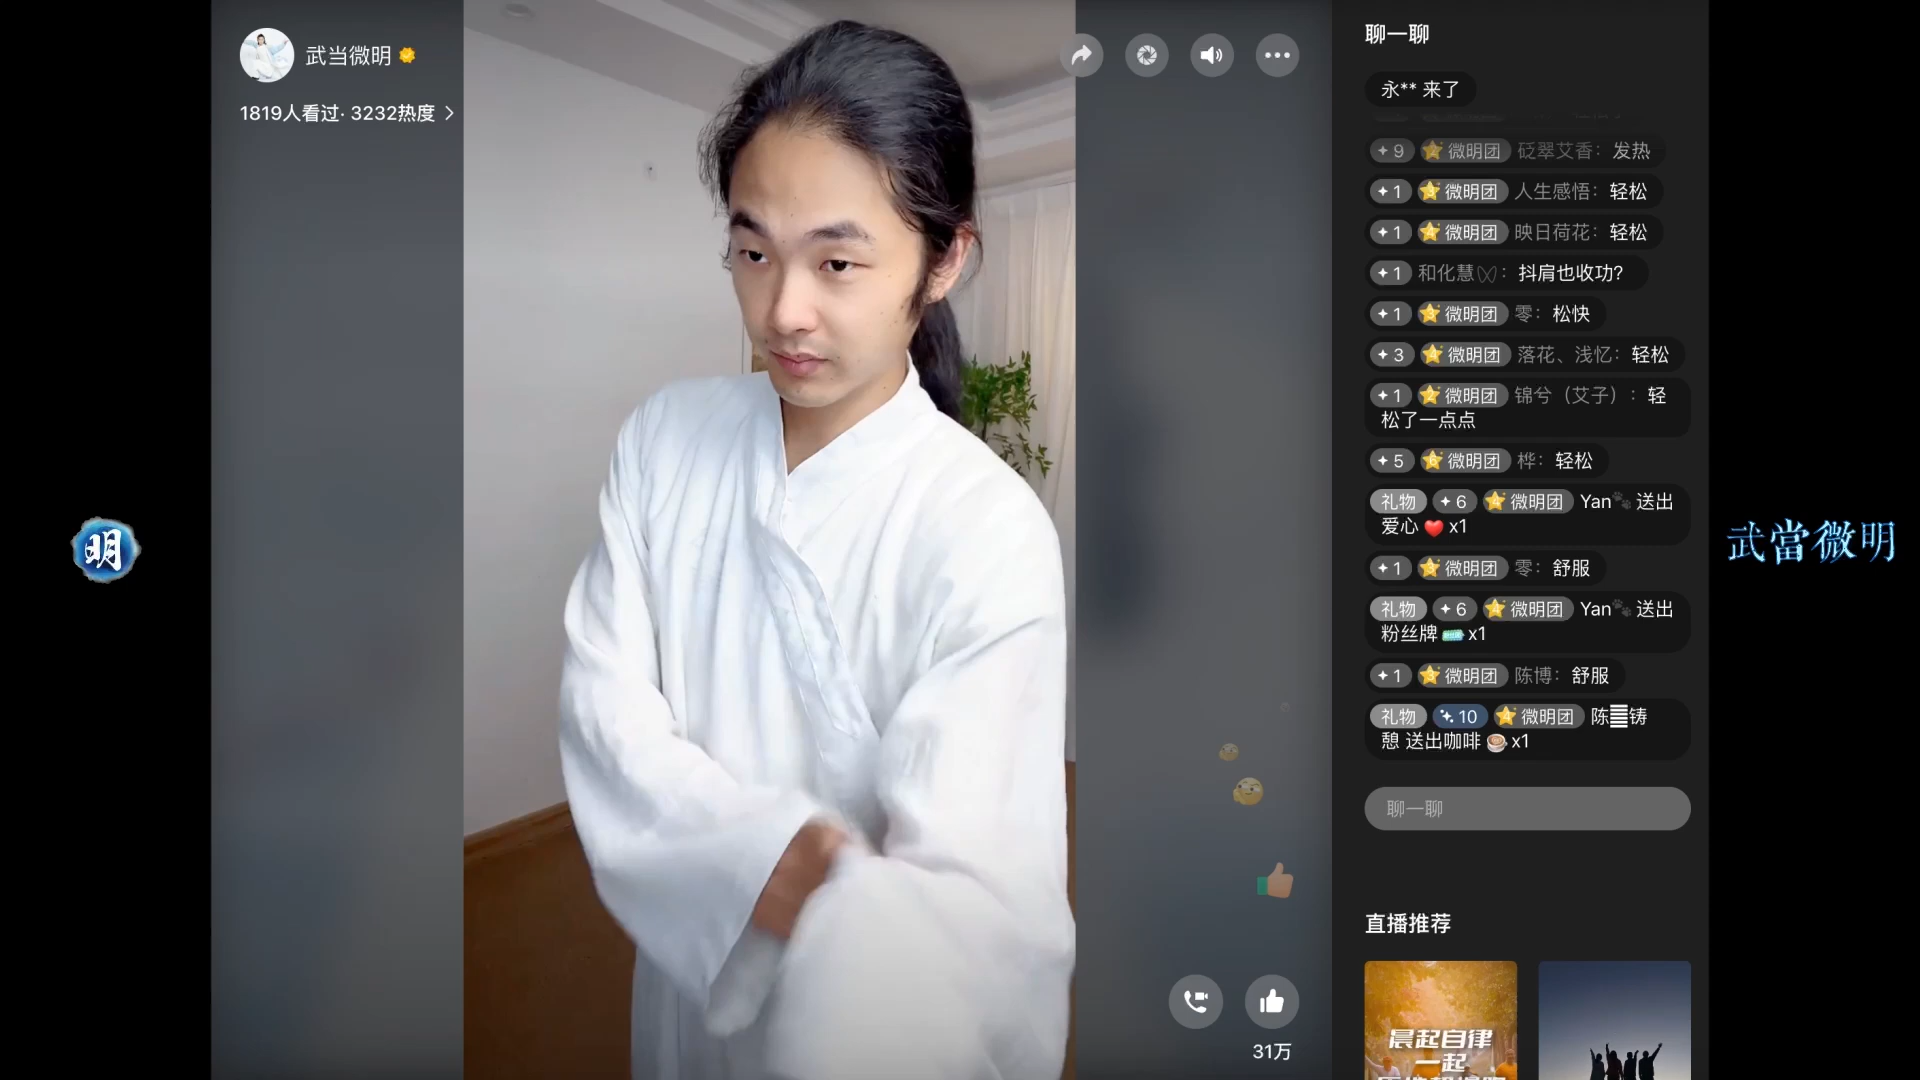 武当微明
1819人看过· 3232热度
聊一聊
永** 来了
9 微明团 砭翠艾香: 发热
1 微明团 人生感悟: 轻松
1 微明团 映日荷花: 轻松
1 和化慧: 抖肩也收功?
1 微明团 零: 松快
3 微明团 落花、浅忆: 轻松
1 微明团 锦兮（艾子）: 轻
松了一点点
5 微明团 桦: 轻松
礼物 6 微明团 Yan 送出
爱心 x1
1 微明团 零: 舒服
礼物 6 微明团 Yan 送出
粉丝牌 x1
1 微明团 陈博: 舒服
礼物 10 微明团 陈䷀铸
憩 送出咖啡 x1
聊一聊
明
武當微明
直播推荐
晨起自律
一起
31万